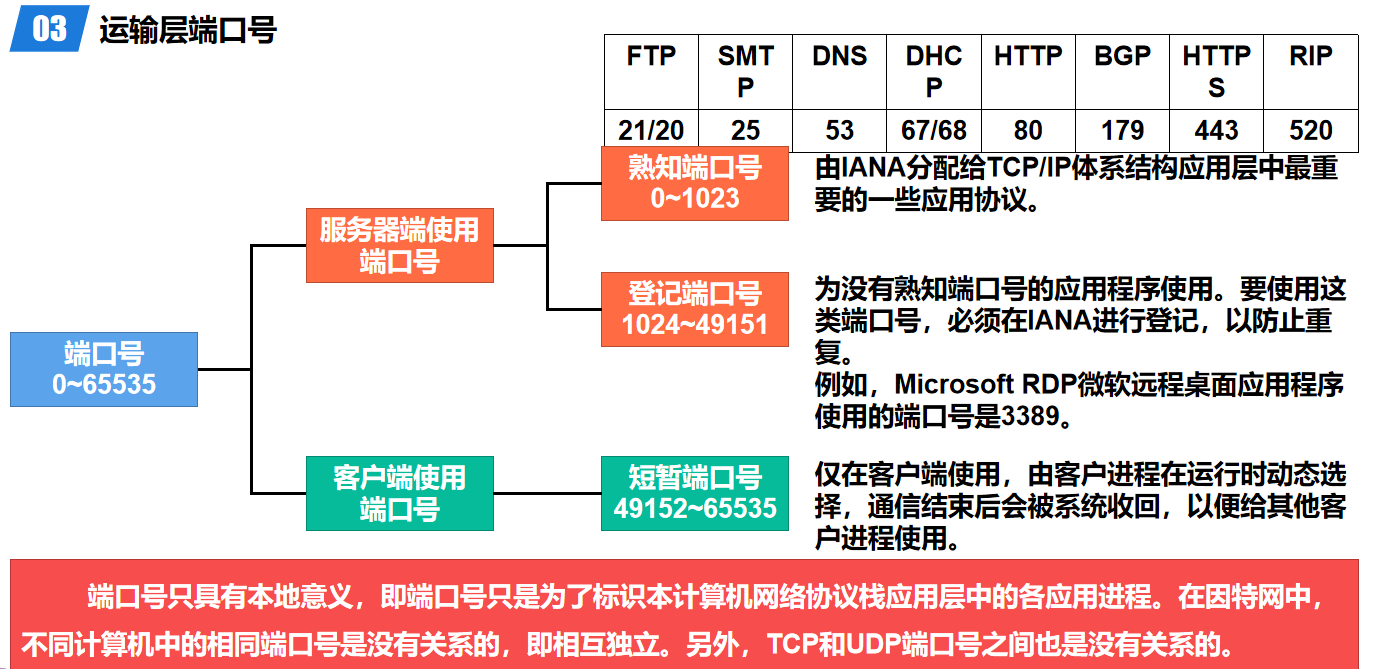 03 运输层端口号
FTP SMT DNS DHC HTTP BGP HTTP RIP
P P S
21/20 25 53 67/68 80 179 443 520
熟知端口号
0~1023
由IANA分配给TCP/IP体系结构应用层中最重
要的一些应用协议。
服务器端使用
端口号
登记端口号
1024~49151
为没有熟知端口号的应用程序使用。要使用这
类端口号，必须在IANA进行登记，以防止重
复。
例如，Microsoft RDP微软远程桌面应用程序
使用的端口号是3389。
端口号
0~65535
客户端使用
端口号
短暂端口号
49152~65535
仅在客户端使用，由客户进程在运行时动态选
择，通信结束后会被系统收回，以便给其他客
户进程使用。
端口号只具有本地意义，即端口号只是为了标识本计算机网络协议栈应用层中的各应用进程。在因特网中，
不同计算机中的相同端口号是没有关系的，即相互独立。另外，TCP和UDP端口号之间也是没有关系的。